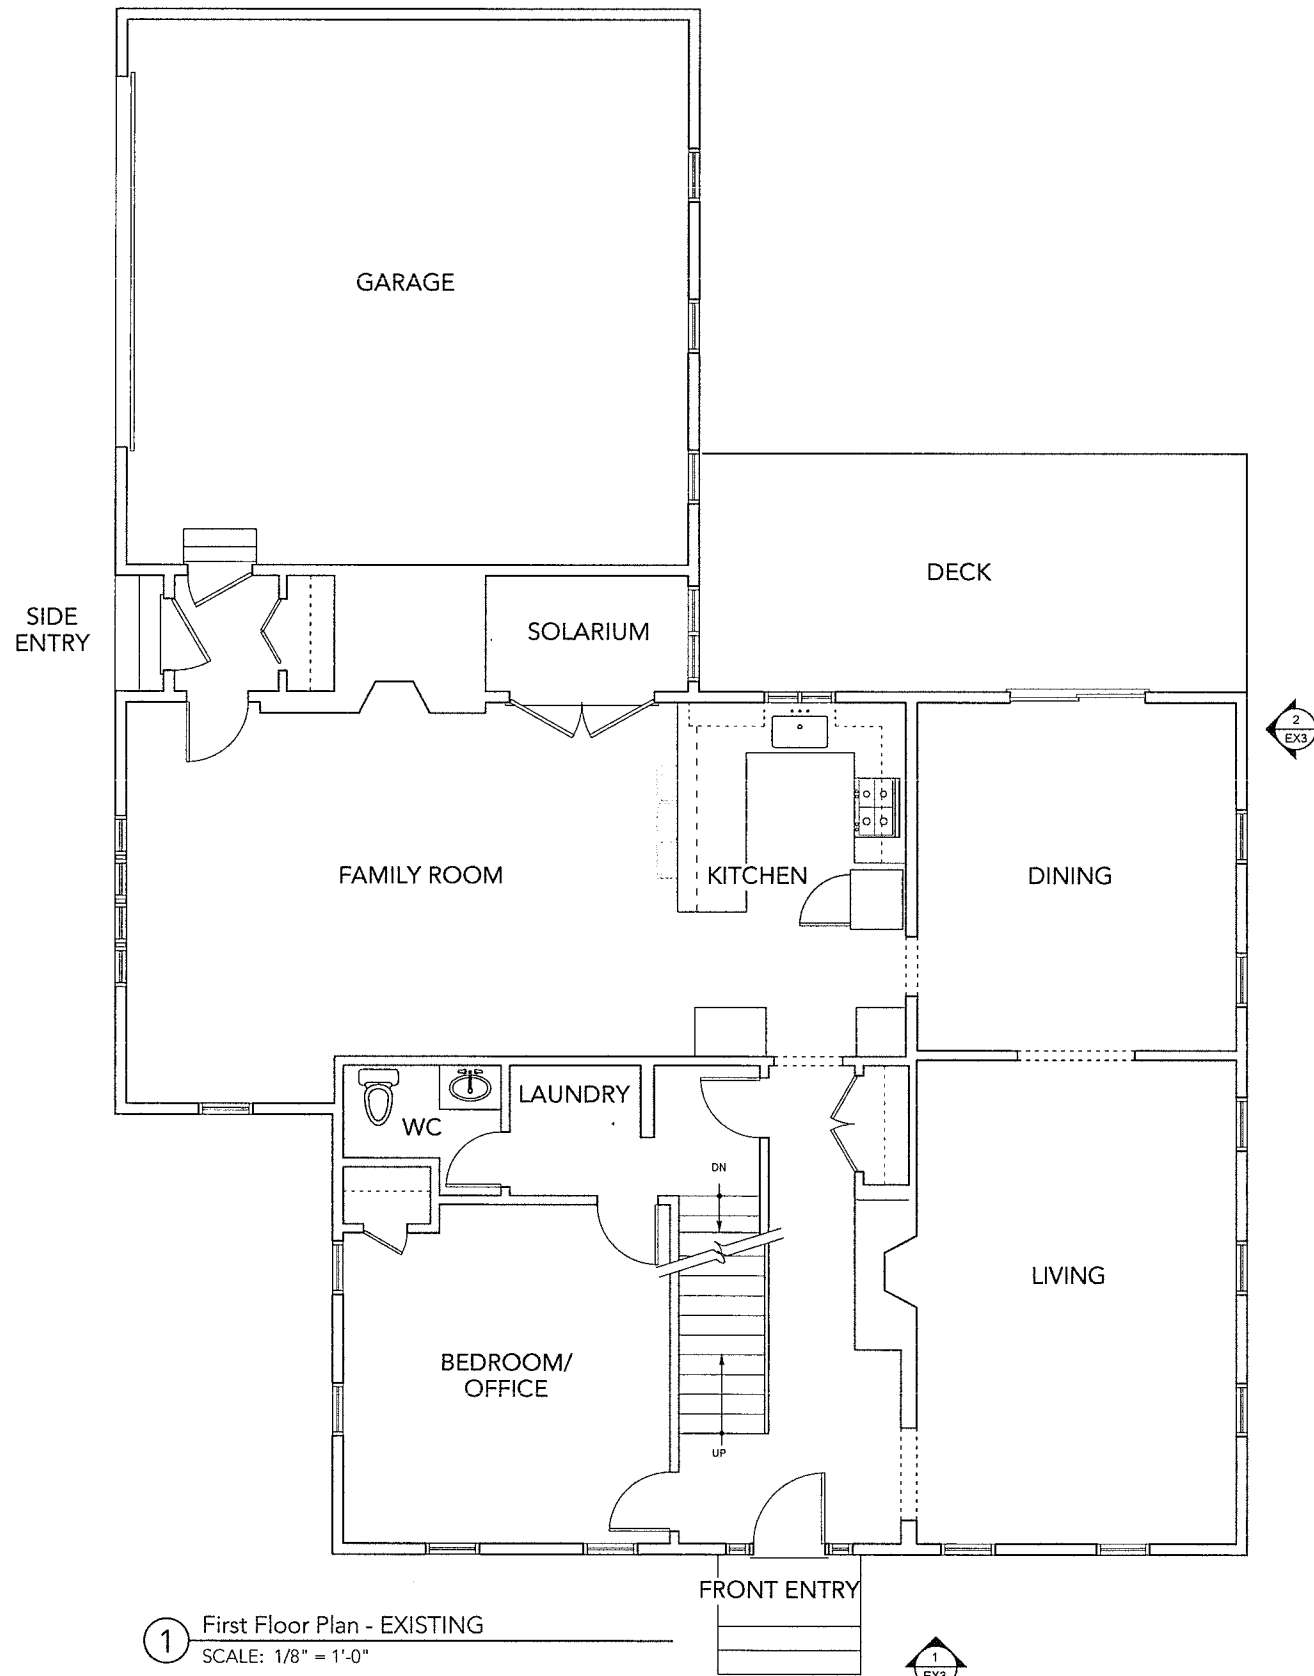 GARAGE
DECK
SIDE
ENTRY
SOLARIUM
2
EX3
FAMILY ROOM
KITCHEN
DINING
LAUNDRY
WC
DN
LIVING
BEDROOM/
OFFICE
UP
FRONT ENTRY
1
First Floor Plan - EXISTING
SCALE: 1/8" = 1'-0"
1
EX3